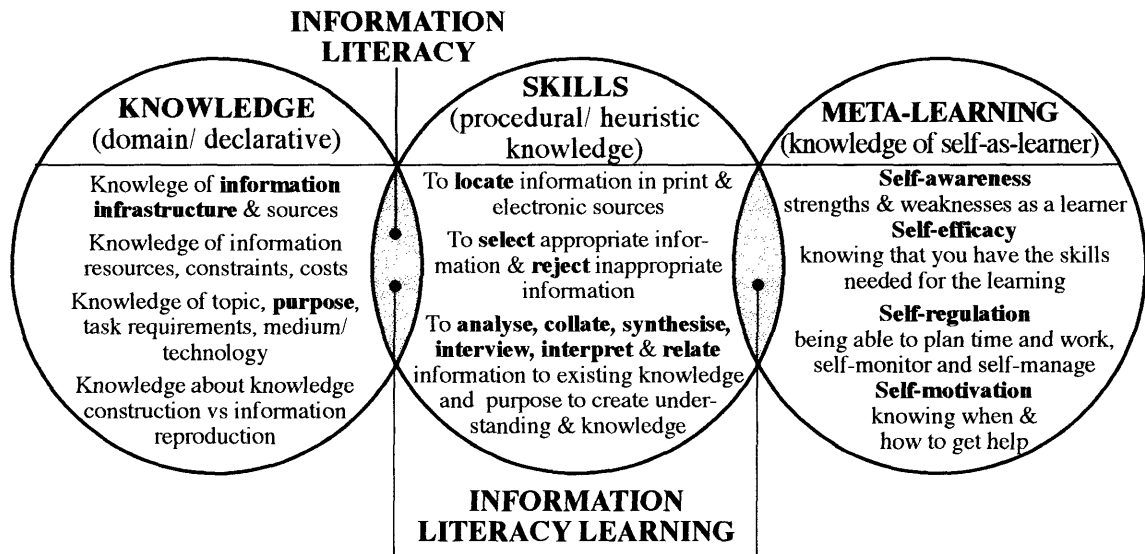 INFORMATION
LITERACY
KNOWLEDGE
(domain/ declarative)
Knowlege of information
infrastructure & sources
Knowledge of information
resources, constraints, costs
Knowledge of topic, purpose,
task requirements, medium/
technology
Knowledge about knowledge
construction vs information
reproduction
SKILLS
(procedural/ heuristic
knowledge)
To locate information in print &
electronic sources
To select appropriate infor-
mation & reject inappropriate
information
To analyse, collate, synthesise,
interview, interpret & relate
information to existing knowledge
and purpose to create under-
standing & knowledge
META-LEARNING
(knowledge of self-as-learner)
Self-awareness
strengths & weaknesses as a learner
Self-efficacy
knowing that you have the skills
needed for the learning
Self-regulation
being able to plan time and work,
self-monitor and self-manage
Self-motivation
knowing when &
how to get help
INFORMATION
LITERACY LEARNING